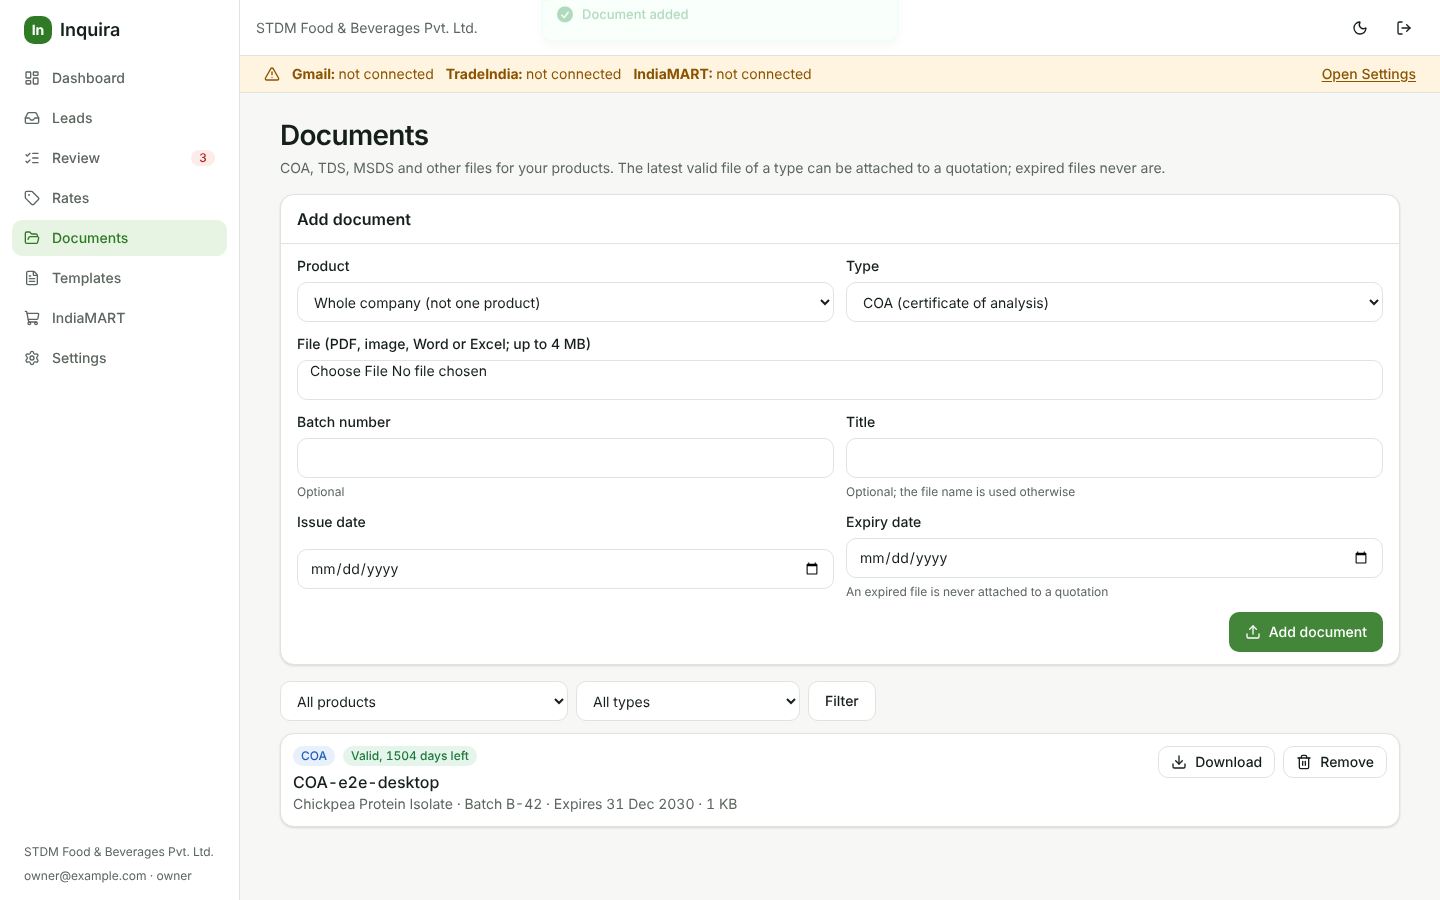 In Inquira
STDM Food & Beverages Pvt. Ltd.
Document added
Gmail: not connected TradeIndia: not connected IndiaMART: not connected Open Settings
Dashboard
Leads
Review 3
Rates
Documents
Templates
IndiaMART
Settings
Documents
COA, TDS, MSDS and other files for your products. The latest valid file of a type can be attached to a quotation; expired files never are.
Add document
Product Type
Whole company (not one product) COA (certificate of analysis)
File (PDF, image, Word or Excel; up to 4 MB)
Choose File No file chosen
Batch number Title
Optional Optional; the file name is used otherwise
Issue date Expiry date
mm/dd/yyyy mm/dd/yyyy
An expired file is never attached to a quotation
Add document
All products All types Filter
COA Valid, 1504 days left Download Remove
COA-e2e-desktop
Chickpea Protein Isolate · Batch B-42 · Expires 31 Dec 2030 · 1 KB
STDM Food & Beverages Pvt. Ltd.
owner@example.com · owner